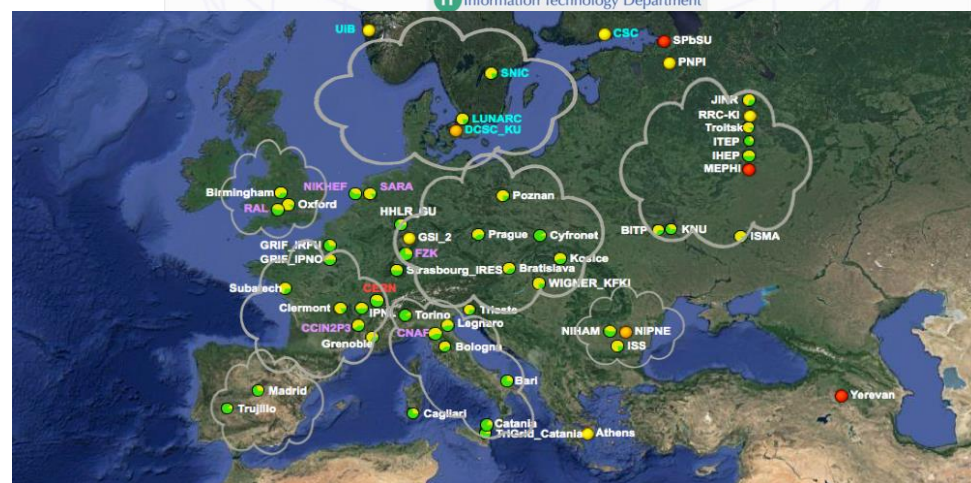 Information Technology Department
UiB
CSC
SPbSU
PNPI
SNIC
JINR
RRC-KI
Troitsk
ITEP
IHEP
MEPHI
LUNARC
DCSC_KU
Birmingham
NIKHEF
SARA
Poznan
RAL
Oxford
HHLR_GU
GSI_2
Prague
Cyfronet
BITP
KNU
ISMA
GRIF_IRFU
GRIF_IPNO
FZK
Kosice
Strasbourg_IRES
Bratislava
WIGNER_KFKI
Subatech
CERN
Clermont
IPNL
Torino
Trieste
Legnaro
CCIN2P3
CNAF
NIHAM
NIPNE
Grenoble
Bologna
ISS
Madrid
Bari
Yerevan
Trujillo
Cagliari
Catania
TriGrid_Catania
Athens